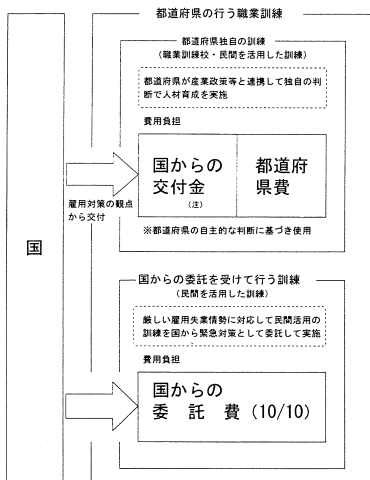 都道府県の行う職業訓練
都道府県独自の訓練
（職業訓練校・民間を活用した訓練）
都道府県が産業政策等と連携して独自の判
断で人材育成を実施
費用負担
国からの
交付金
（注）
都道府
県費
雇用対策の観点
から交付
※都道府県の自主的な判断に基づき使用
国
国からの委託を受けて行う訓練
（民間を活用した訓練）
厳しい雇用失業情勢に対応して民間活用の
訓練を国から緊急対策として委託して実施
費用負担
国からの
委　託　費（10/10）